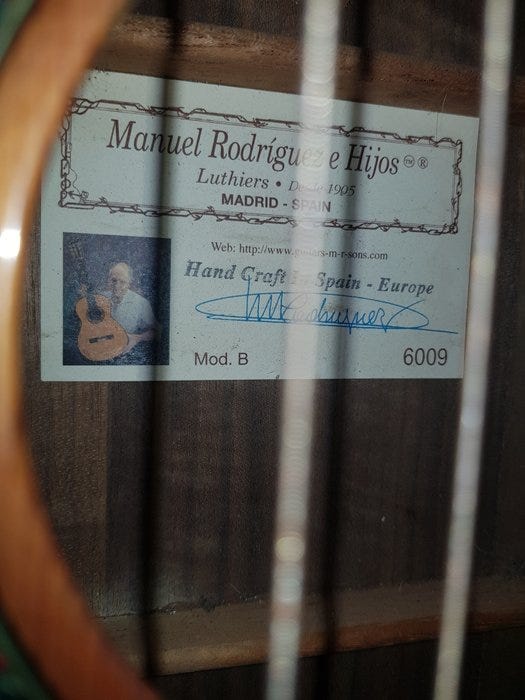 Manuel Rodríguez e Hijos ™ ®
Luthiers • Desde 1905
MADRID - SPAIN
Web: http://www.guitars-m-r-sons.com
Hand Craft In Spain - Europe
Mod. B
6009